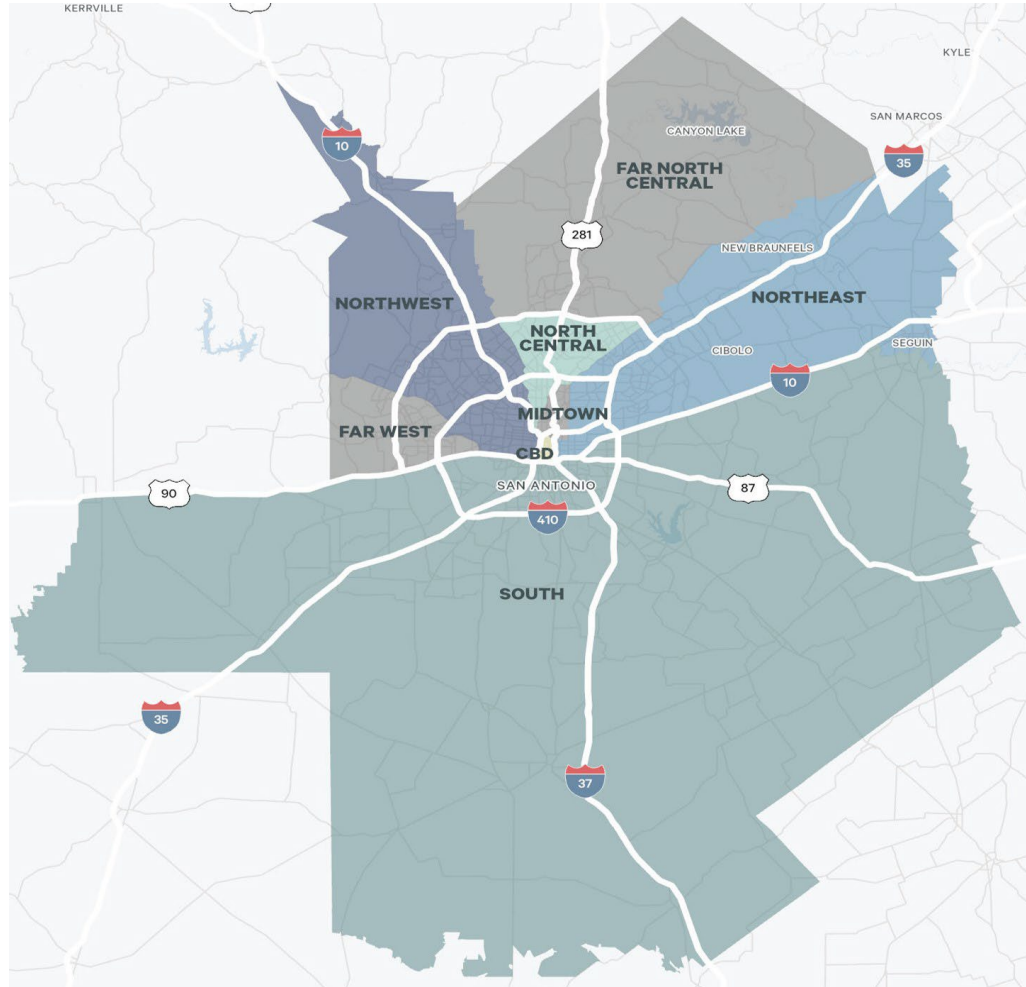 KERRVILLE
KYLE
SAN MARCOS
10
35
CANYON LAKE
FAR NORTH
CENTRAL
281
NEW BRAUNFELS
NORTHWEST
NORTHEAST
NORTH
CENTRAL
CIBOLO
SEGUIN
10
MIDTOWN
FAR WEST
CBD
SAN ANTONIO
90
87
410
SOUTH
35
37